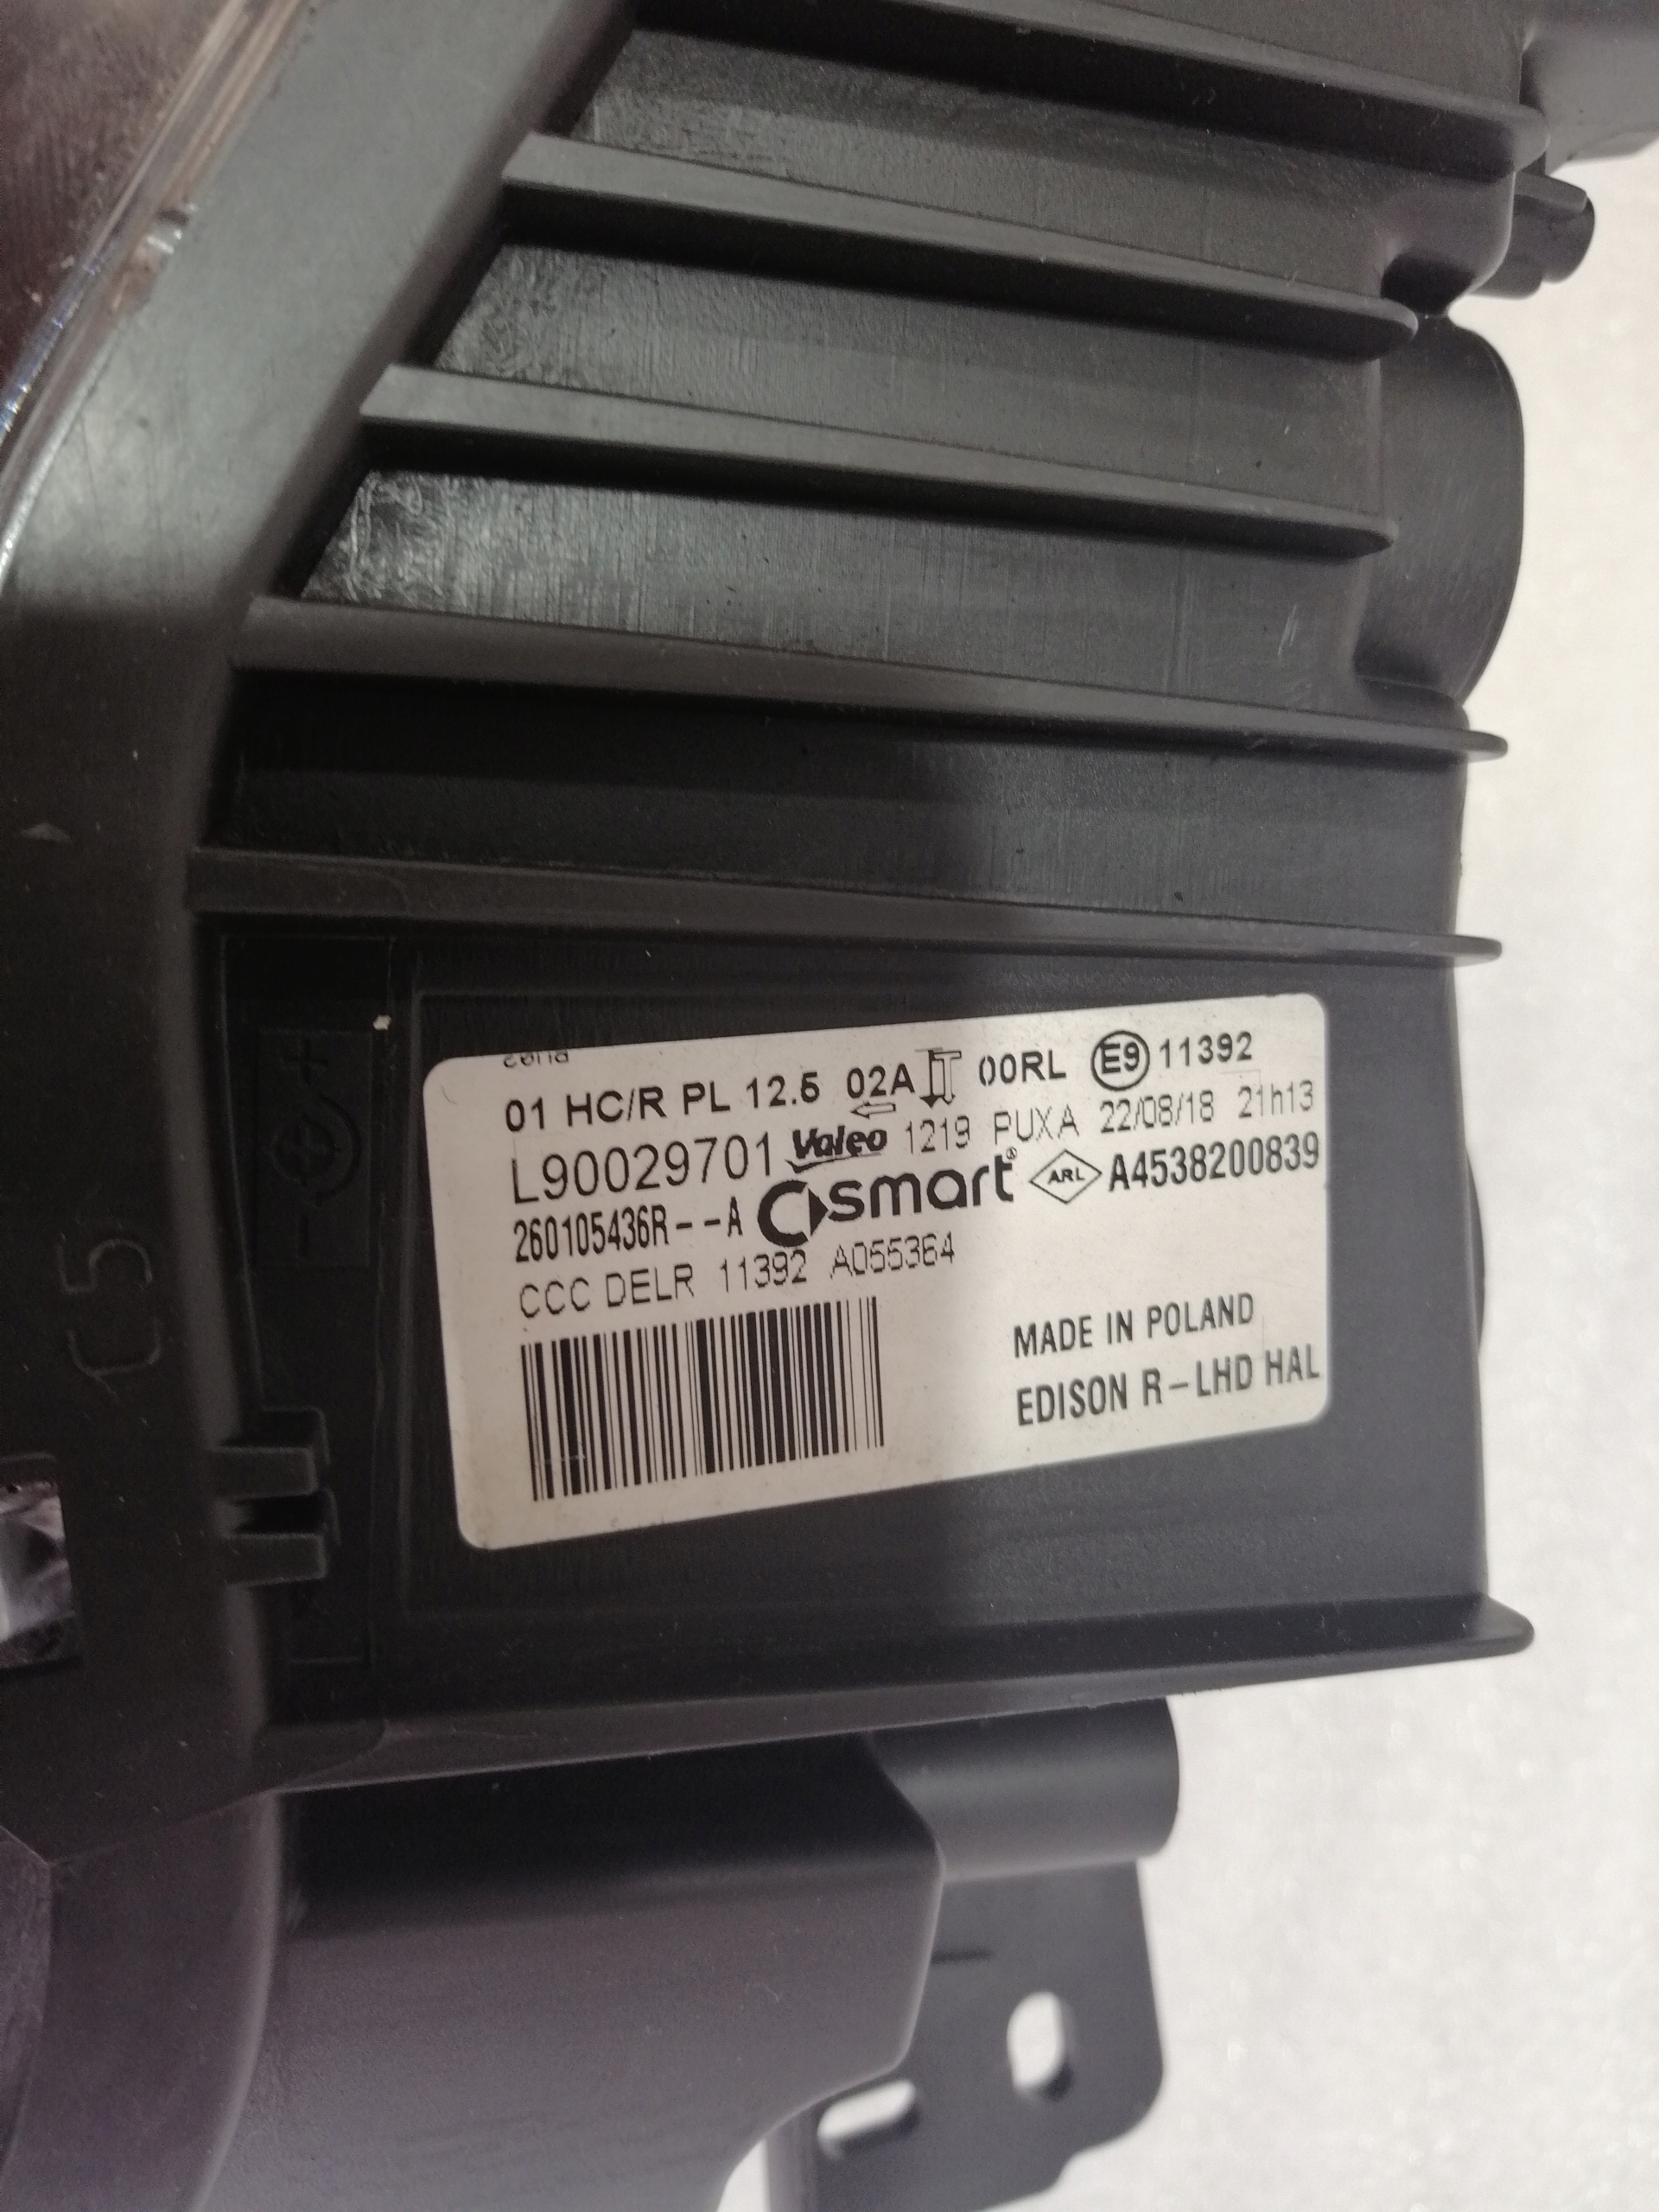 01 HC/R PL 12.5 02A 00RL E9 11392
L90029701 Valeo 1219 PUXA 22/08/18 21h13
260105436R--A smart® ARL A4538200839
CCC DELR 11392 A055364
MADE IN POLAND
EDISON R-LHD HAL
+
-
C5